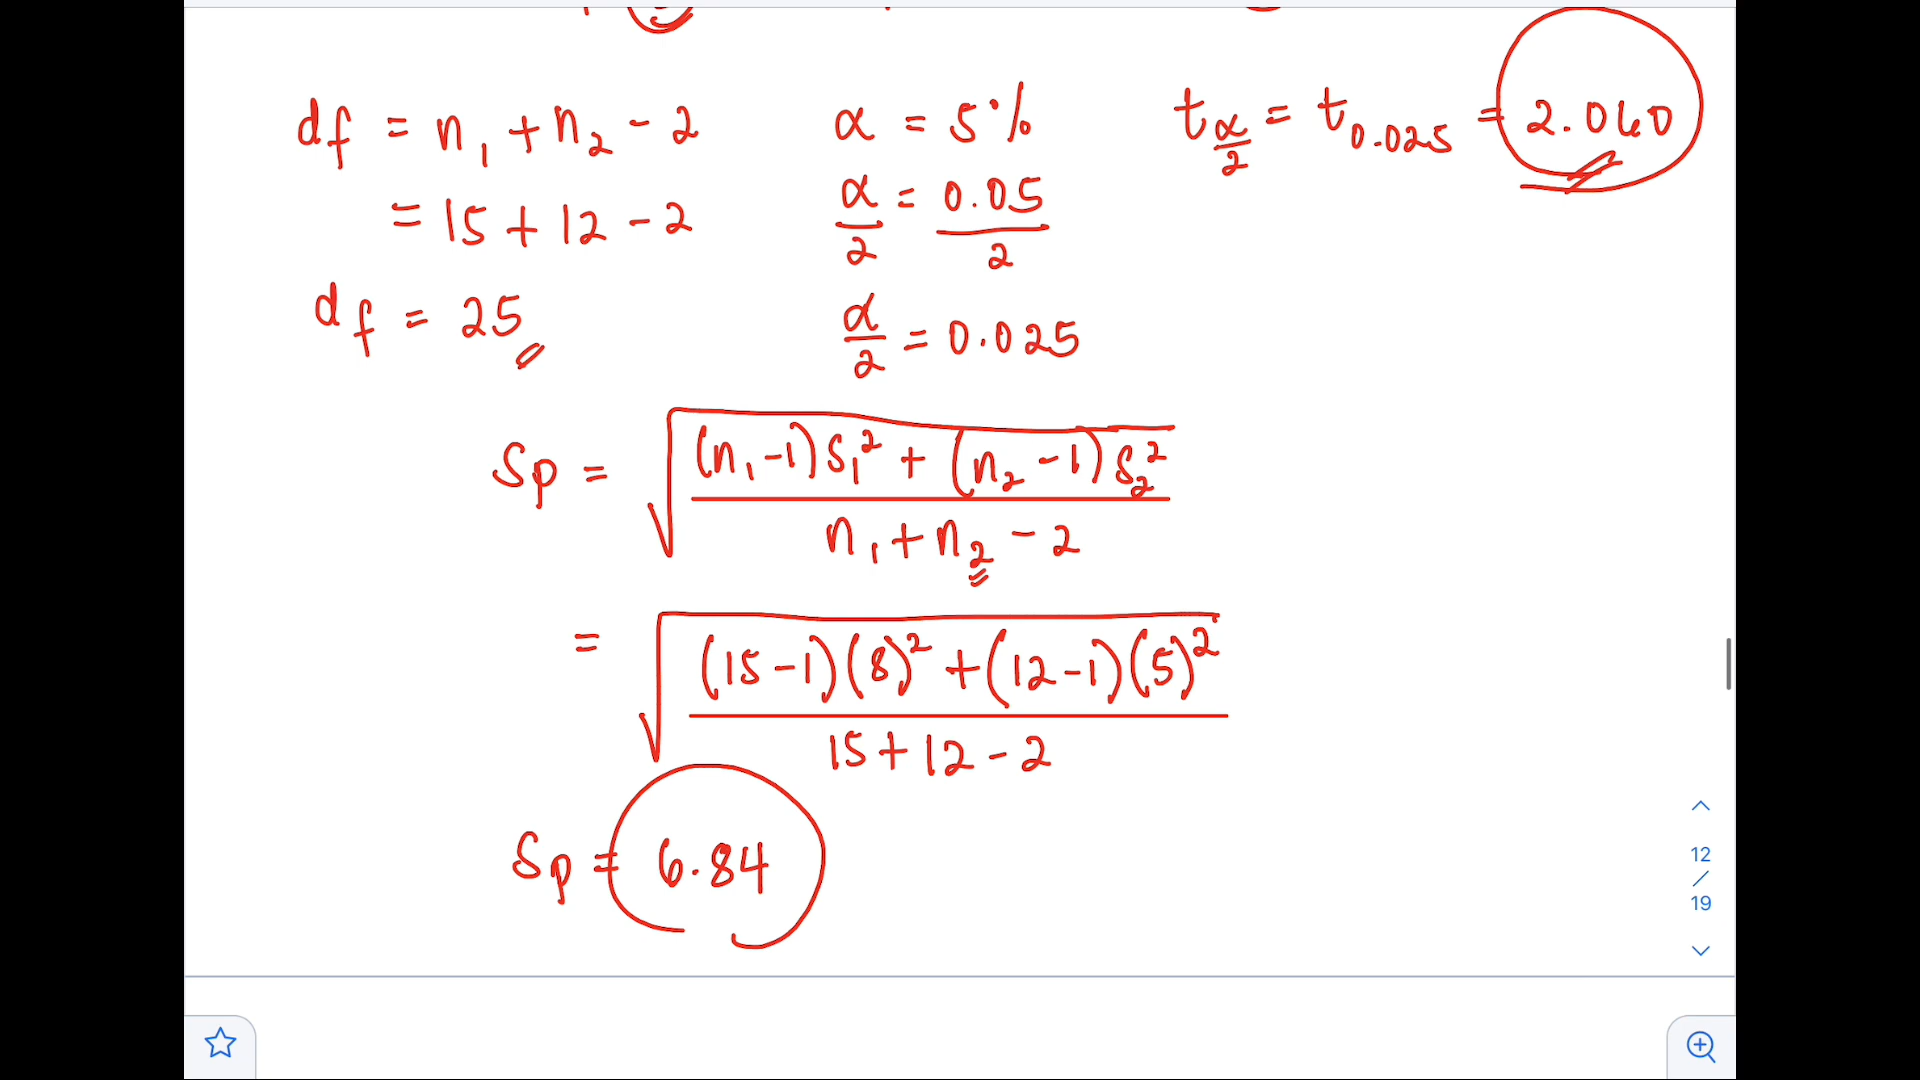 df = n₁ + n₂ - 2
= 15 + 12 - 2
df = 25
α = 5%
α/2 = 0.05/2
α/2 = 0.025
t α/2 = t 0.025 = 2.060
Sp = √((n₁-1)S₁² + (n₂-1)S₂² / n₁ + n₂ - 2)
= √((15-1)(8)² + (12-1)(5)² / 15 + 12 - 2)
Sp = 6.84
12
/
19